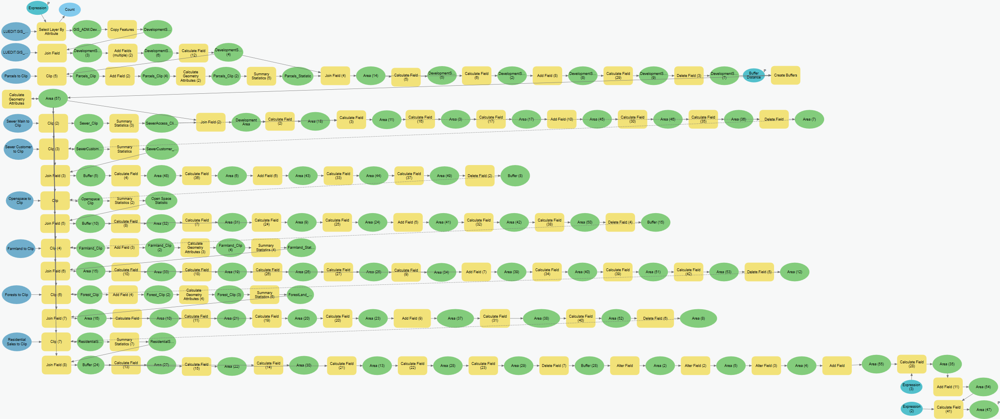 Expression
P
Count
LUEDIT.GIS_...
Select Layer By
Attribute
GIS_ADM.Dev...
Copy Features
DevelopmentS...
LUEDIT.GIS_...
Join Field
DevelopmentS...
(3)
Add Fields
(multiple) (2)
DevelopmentS...
(6)
Calculate Field
(12)
DevelopmentS...
(4)
Parcels to Clip
Clip (5)
Parcels_Clip
Add Field (2)
Parcels_Clip (4)
Calculate
Geometry
Attributes (2)
Parcels_Clip (2)
Summary
Statistics (5)
Parcels_Statistic
Join Field (4)
Area (14)
Calculate Field
(5)
DevelopmentS...
(5)
Calculate Field
(6)
DevelopmentS...
(2)
Add Field (8)
DevelopmentS...
(8)
Calculate Field
(29)
DevelopmentS...
(9)
Delete Field (3)
DevelopmentS...
(7)
Buffer
Distance
P
Create Buffers
Calculate
Geometry
Attributes
Area (57)
Sewer Main to
Clip
Clip (2)
Sewer_Clip
Summary
Statistics (3)
SewerAccess_Cli...
Join Field (2)
Development
Area
Calculate Field
(2)
Area (18)
Calculate Field
(3)
Area (11)
Calculate Field
(16)
Area (3)
Calculate Field
(17)
Area (17)
Add Field (10)
Area (45)
Calculate Field
(30)
Area (46)
Calculate Field
(35)
Area (36)
Delete Field
Area (7)
Sewer Customer
to Clip
Clip (3)
SewerCustom...
Summary
Statistics
SewerCustomer_...
Join Field (3)
Buffer (5)
Calculate Field
(4)
Area (48)
Calculate Field
(36)
Area (6)
Add Field (6)
Area (43)
Calculate Field
(33)
Area (44)
Calculate Field
(37)
Area (49)
Delete Field (2)
Buffer (8)
Openspace to
Clip
Clip
Openspace
Clip
Summary
Statistics (2)
Open Space
Statistic
Join Field (5)
Buffer (10)
Calculate Field
(8)
Area (32)
Calculate Field
(7)
Area (31)
Calculate Field
(24)
Area (9)
Calculate Field
(25)
Area (24)
Add Field (5)
Area (41)
Calculate Field
(32)
Area (42)
Calculate Field
(38)
Area (50)
Delete Field (4)
Buffer (15)
Farmland to Clip
Clip (4)
Farmland_Clip
Add Field (3)
Farmland_Clip
(2)
Calculate
Geometry
Attributes (3)
Farmland_Clip
(4)
Summary
Statistics (4)
Farmland_Stat...
Join Field (6)
Area (15)
Calculate Field
(10)
Area (33)
Calculate Field
(18)
Area (19)
Calculate Field
(26)
Area (26)
Calculate Field
(27)
Area (25)
Calculate Field
(9)
Area (34)
Add Field (7)
Area (39)
Calculate Field
(34)
Area (40)
Calculate Field
(39)
Area (51)
Calculate Field
(42)
Area (53)
Delete Field (5)
Area (12)
Forests to Clip
Clip (6)
Forest_Clip
Add Field (4)
Forest_Clip (2)
Calculate
Geometry
Attributes (4)
Forest_Clip (3)
Summary
Statistics (6)
ForestLand_...
Join Field (7)
Area (16)
Calculate Field
Area (10)
Calculate Field
(11)
Area (21)
Calculate Field
(19)
Area (20)
Calculate Field
(20)
Area (23)
Add Field (9)
Area (37)
Calculate Field
(31)
Area (38)
Calculate Field
(40)
Area (52)
Delete Field (6)
Area (8)
Residential
Sales to Clip
Clip (7)
ResidentialS...
Summary
Statistics (7)
ResidentialS...
Join Field (8)
Buffer (24)
Calculate Field
(13)
Area (27)
Calculate Field
(15)
Area (22)
Calculate Field
(14)
Area (30)
Calculate Field
(21)
Area (13)
Calculate Field
(22)
Area (28)
Calculate Field
(23)
Area (29)
Delete Field (7)
Buffer (28)
Alter Field
Area (2)
Alter Field (2)
Area (5)
Alter Field (3)
Area (4)
Add Field
Area (55)
Calculate Field
(28)
Area (35)
Expression
(3)
Add Field (11)
Area (54)
Expression
(2)
Calculate Field
(41)
Area (47)
P